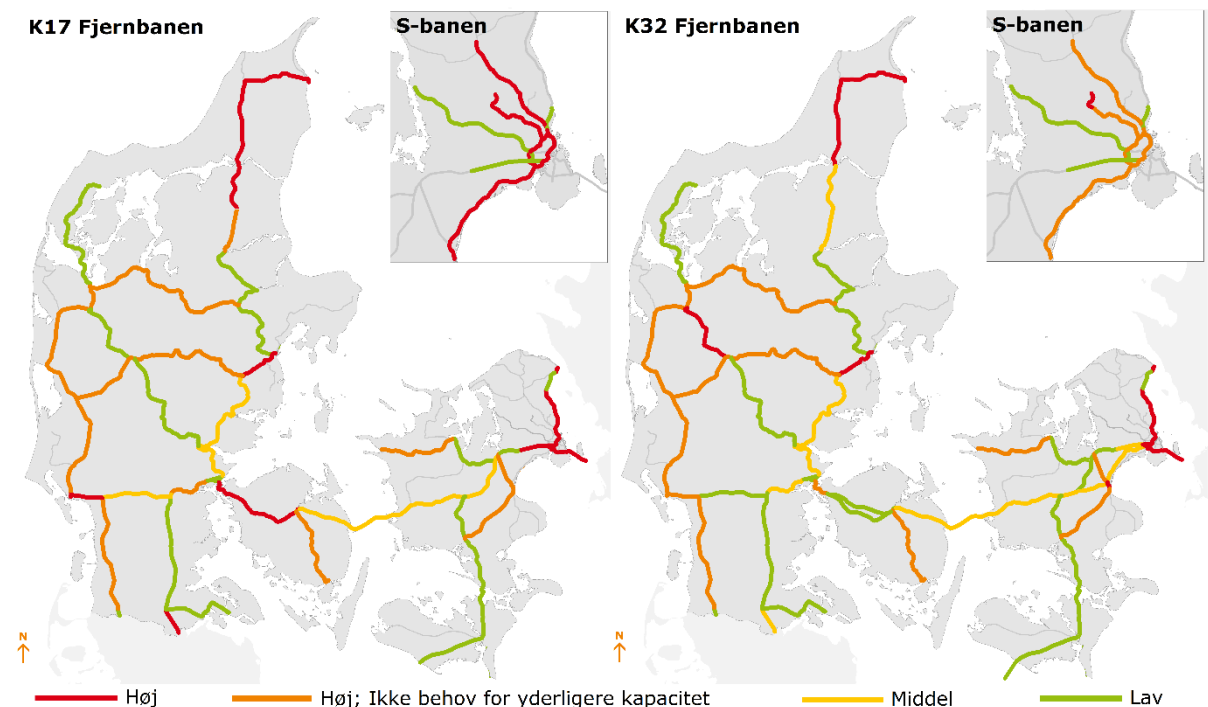 K17 Fjernbanen
S-banen
K32 Fjernbanen
S-banen
N
N
Høj
Høj; Ikke behov for yderligere kapacitet
Middel
Lav